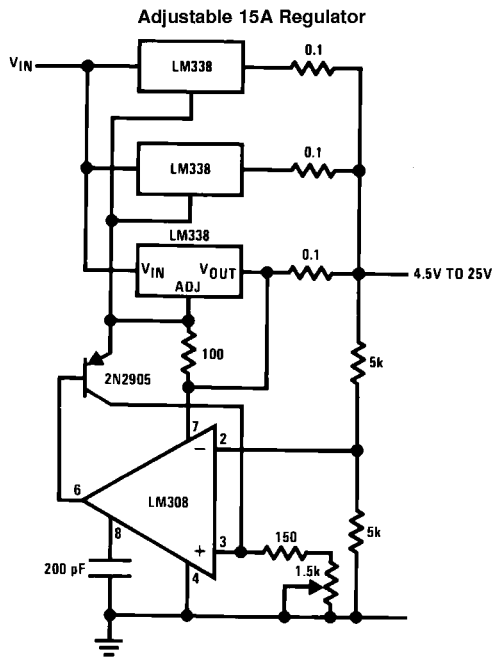 Adjustable 15A Regulator
VIN
LM338
0.1
LM338
0.1
LM338
VIN
VOUT
ADJ
0.1
4.5V TO 25V
100
2N2905
5k
7
−
2
6
LM308
8
+
3
4
200 pF
150
1.5k
5k